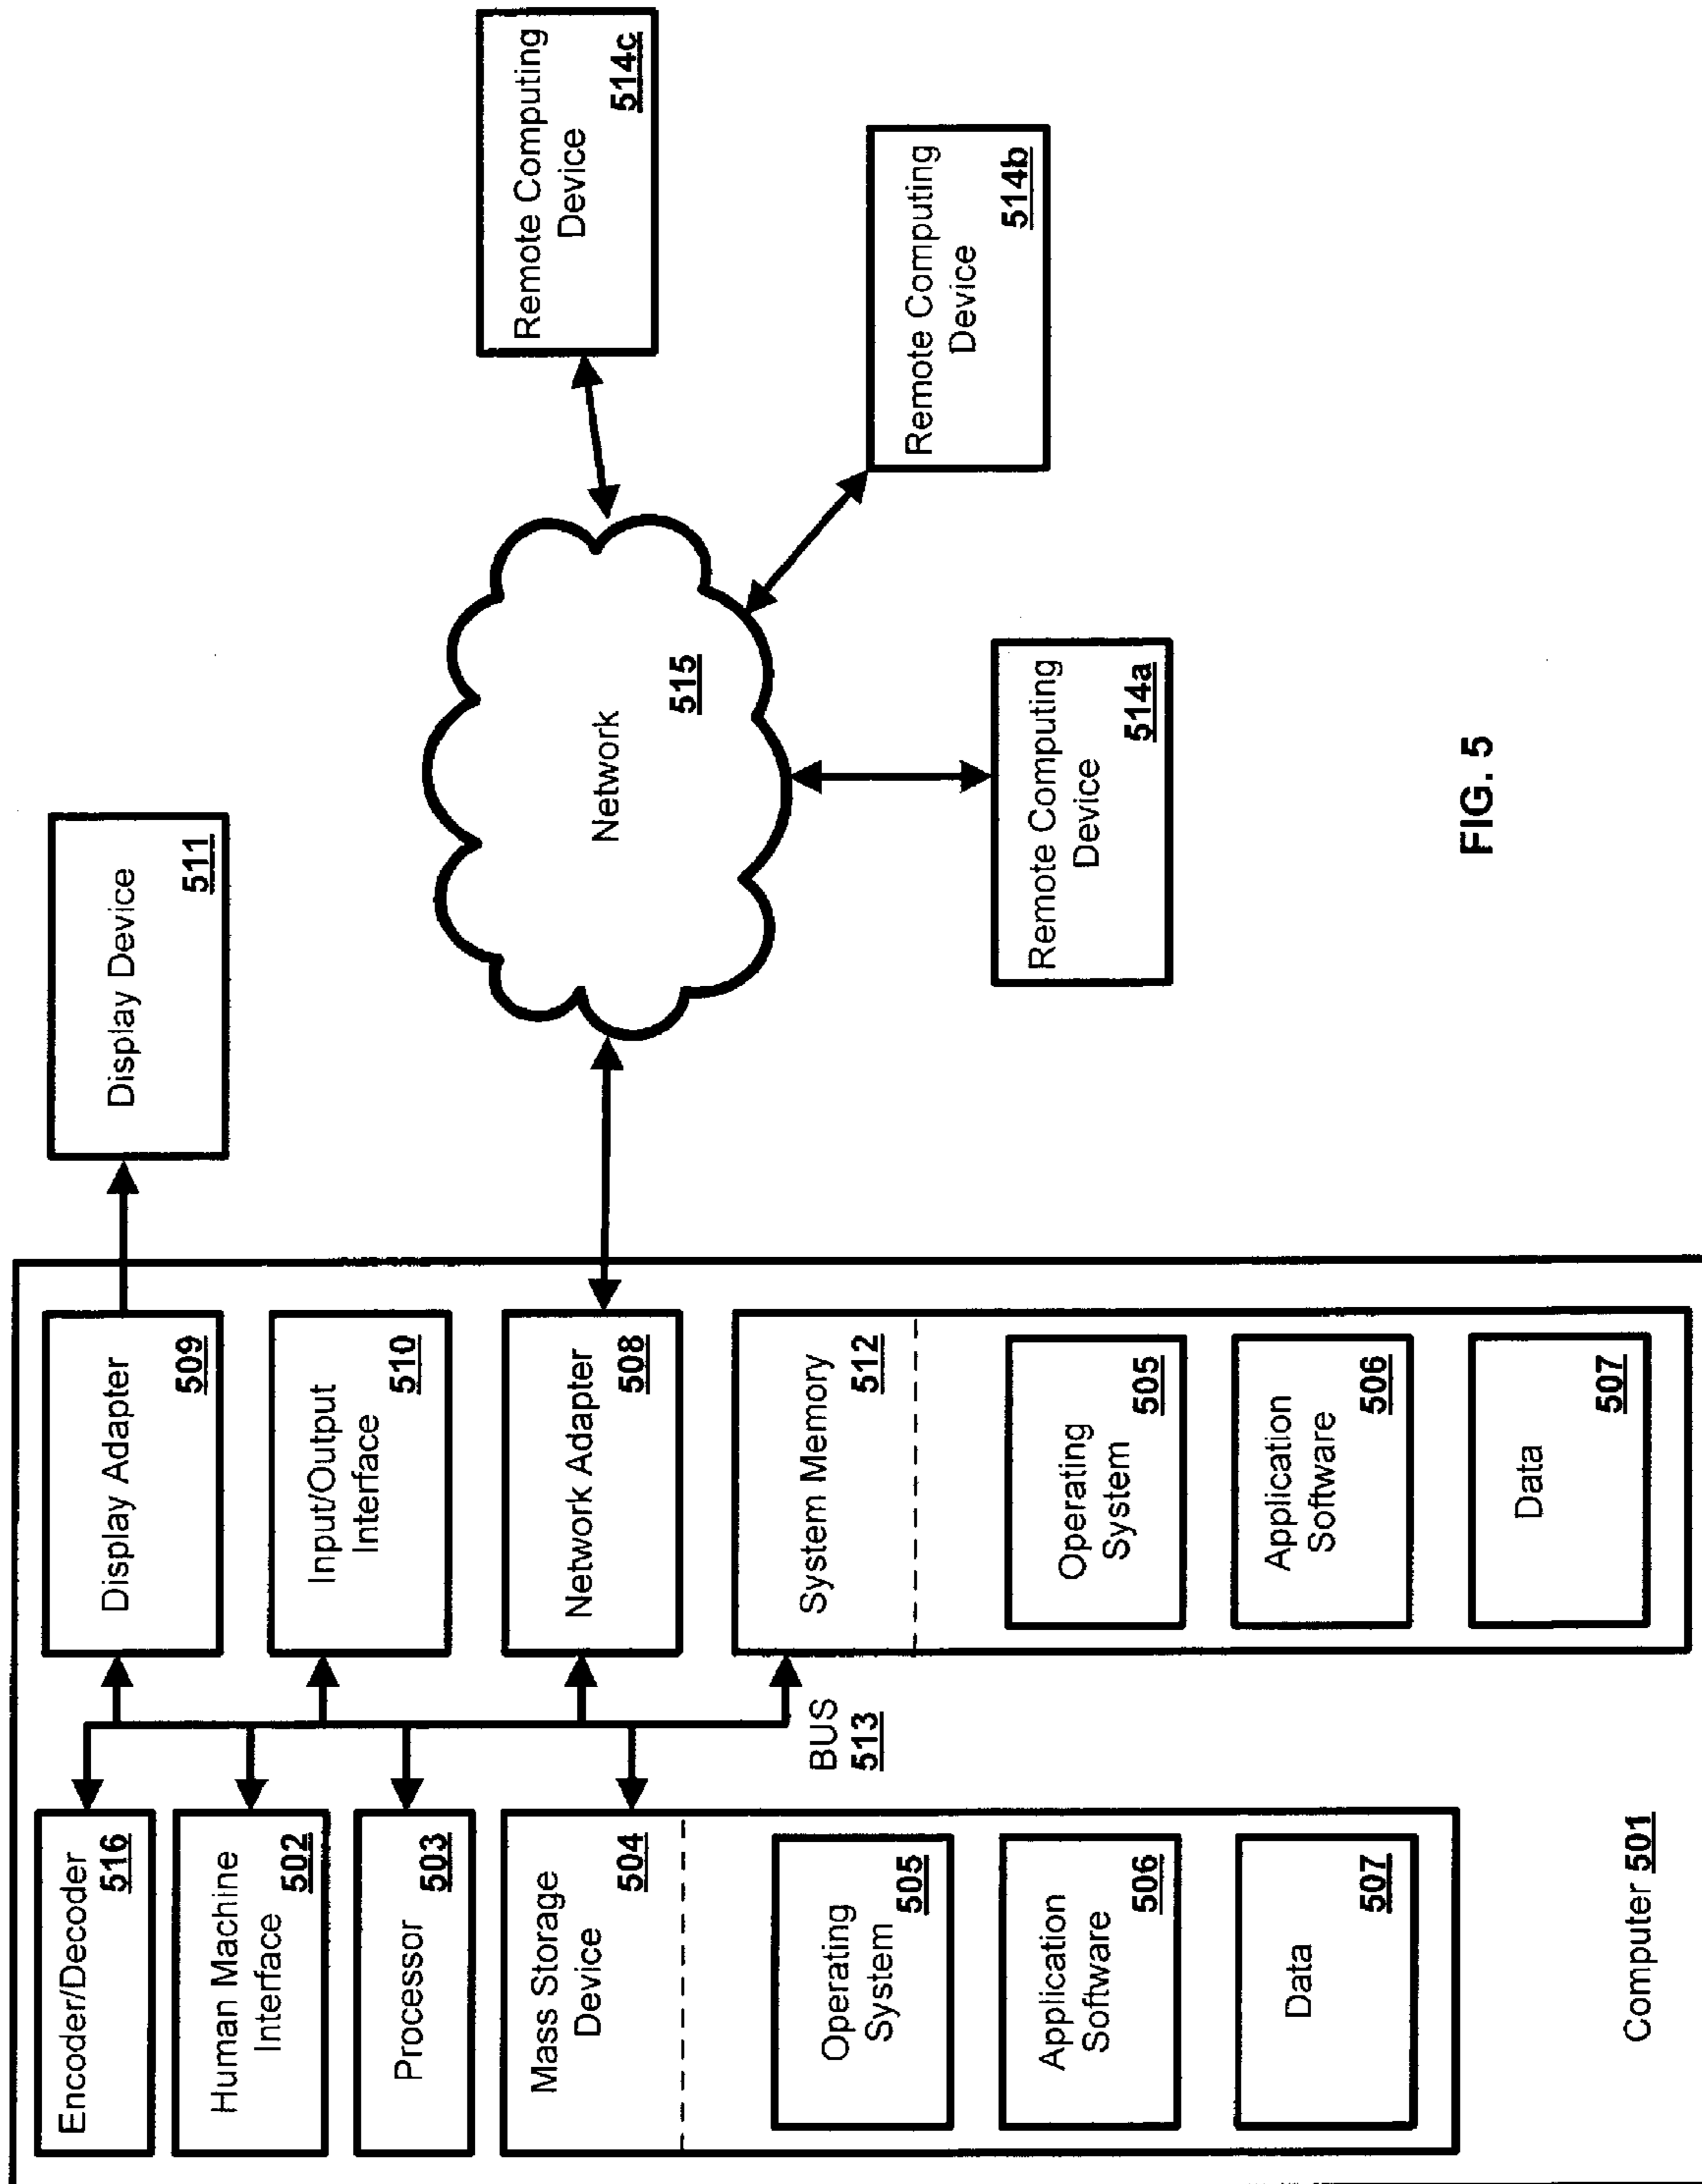 Encoder/Decoder
516
Human Machine
Interface
502
Processor
503
Mass Storage
Device
504
Operating
System
505
Application
Software
506
Data
507
Computer 501
BUS
513
Display Adapter
509
Input/Output
Interface
510
Network Adapter
508
System Memory
512
Operating
System
505
Application
Software
506
Data
507
Display Device
511
Network
515
Remote Computing
Device
514a
Remote Computing
Device
514b
Remote Computing
Device
514c
FIG. 5